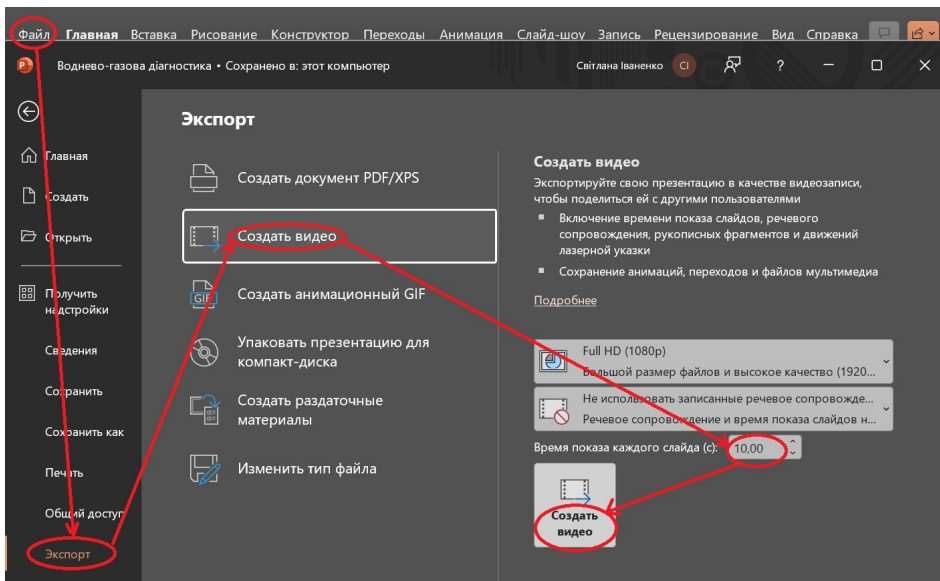 Файл Главная Вставка Рисование Конструктор Переходы Анимация Слайд-шоу Запись Рецензирование Вид Справка
Воднево-газова діагностика • Сохранено в: этот компьютер
Світлана Іваненко СІ ?
Экспорт
Главная
Создать
Открыть
Получить
надстройки
Сведения
Сохранить
Сохранить как
Печать
Общий доступ
Экспорт
Создать документ PDF/XPS
Создать видео
GIF
Создать анимационный GIF
Упаковать презентацию для
компакт-диска
Создать раздаточные
материалы
Изменить тип файла
Создать видео
Экспортируйте свою презентацию в качестве видеозаписи,
чтобы поделиться ей с другими пользователями
Включение времени показа слайдов, речевого
сопровождения, рукописных фрагментов и движений
лазерной указки
Сохранение анимаций, переходов и файлов мультимедиа
Подробнее
Full HD (1080p)
Большой размер файлов и высокое качество (1920...
Не использовать записанные речевое сопровожде...
Речевое сопровождение и время показа слайдов н...
Время показа каждого слайда (с): 10,00
Создать
видео